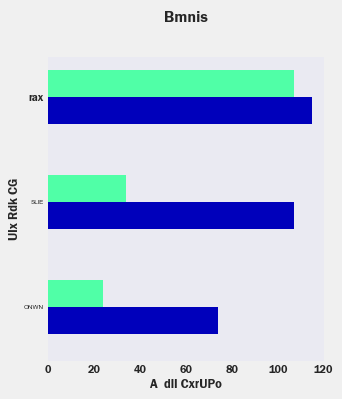 Bmnis
rax
SLIE
ONWN
Ulx Rdk CG
0 20 40 60 80 100 120
A dll CxrUPo